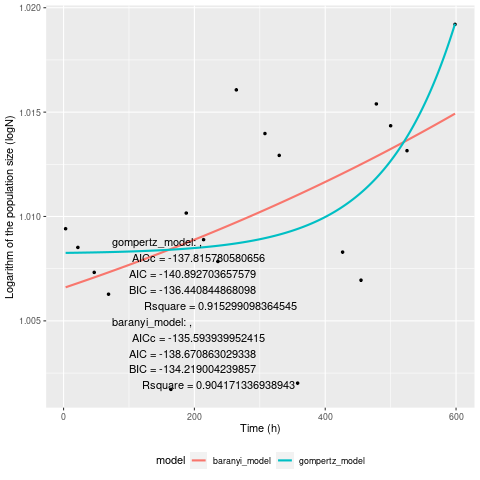 1.020
1.015
1.010
1.005
Logarithm of the population size (logN)
gompertz_model: ,
AICc = -137.815780580656
AIC = -140.892703657579
BIC = -136.440844868098
Rsquare = 0.915299098364545
baranyi_model: ,
AICc = -135.593939952415
AIC = -138.670863029338
BIC = -134.219004239857
Rsquare = 0.904171336938943
0 200 400 600
Time (h)
model baranyi_model gompertz_model